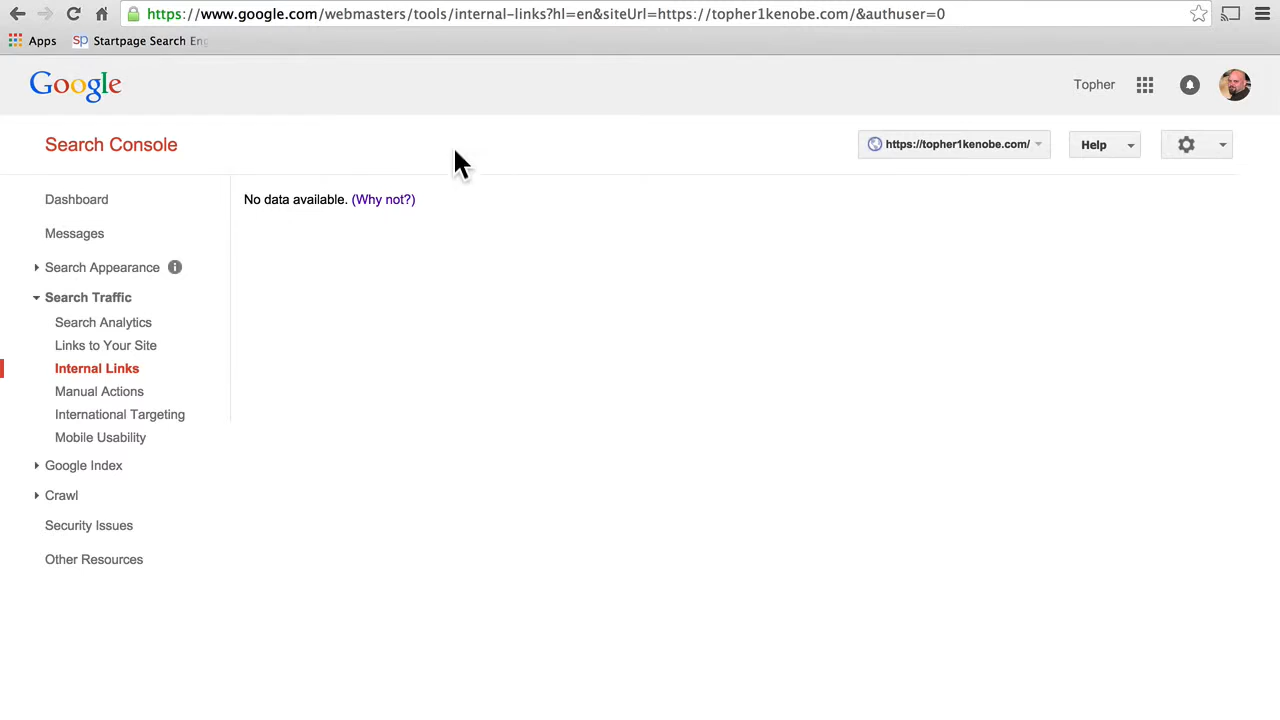 https://www.google.com/webmasters/tools/internal-links?hl=en&siteUrl=https://topher1kenobe.com/&authuser=0
Apps SP Startpage Search Eng
Google
Topher
Search Console
https://topher1kenobe.com/
Help
Dashboard
No data available. (Why not?)
Messages
Search Appearance i
Search Traffic
Search Analytics
Links to Your Site
Internal Links
Manual Actions
International Targeting
Mobile Usability
Google Index
Crawl
Security Issues
Other Resources